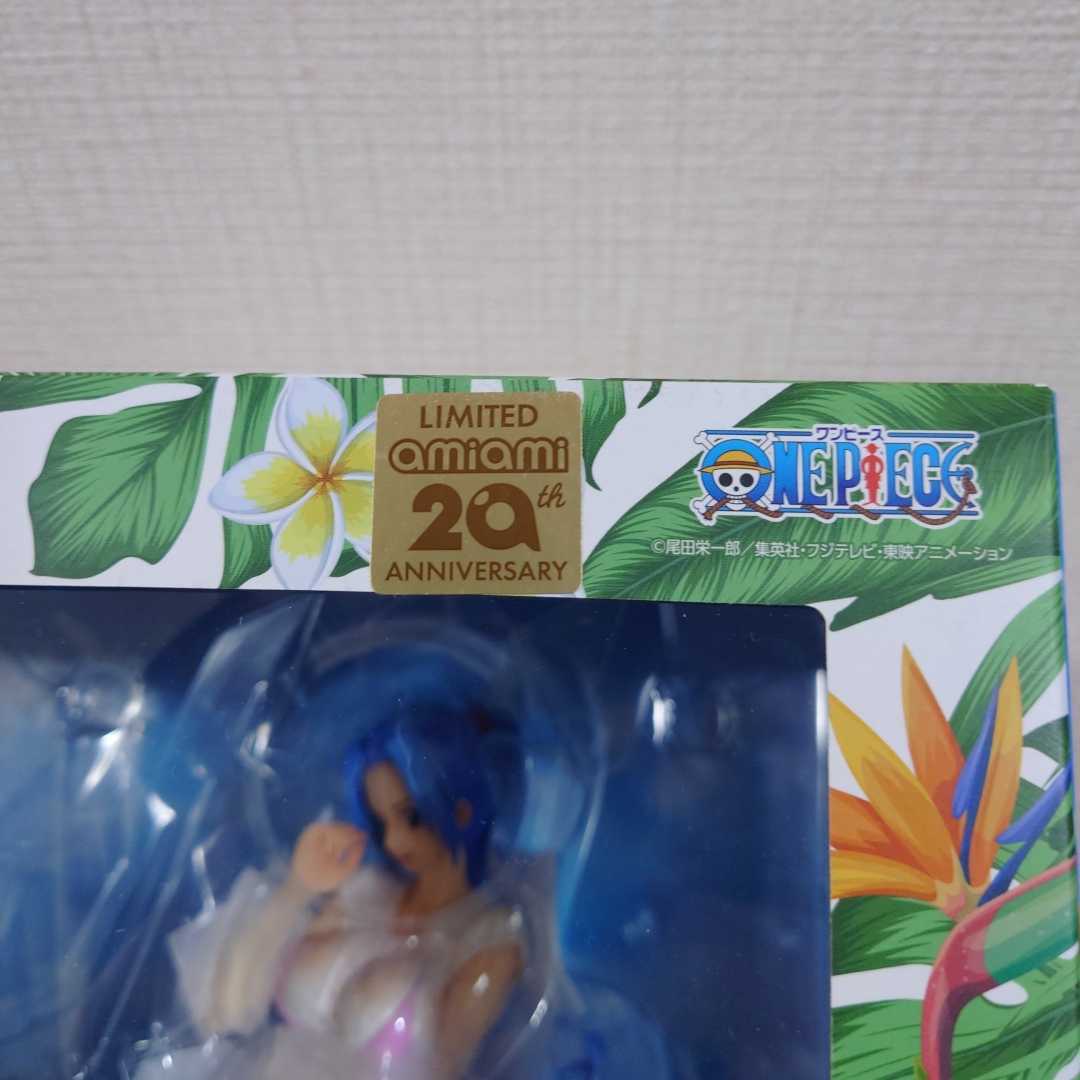 LIMITED
amiami
20th
ANNIVERSARY
ワンピース
ONE PIECE
©尾田栄一郎／集英社・フジテレビ・東映アニメーション